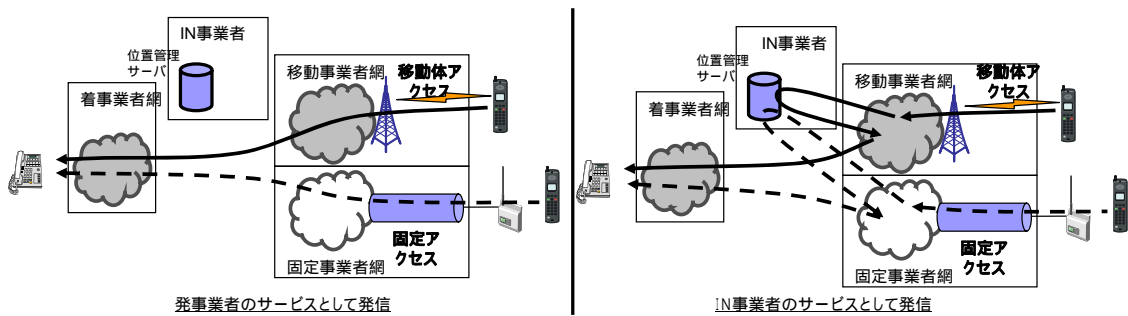 IN事業者
位置管理
サーバ
移動事業者網
移動体ア
クセス
着事業者網
固定ア
クセス
固定事業者網
発事業者のサービスとして発信
IN事業者
位置管理
サーバ
移動事業者網
移動体ア
クセス
着事業者網
固定ア
クセス
固定事業者網
IN事業者のサービスとして発信